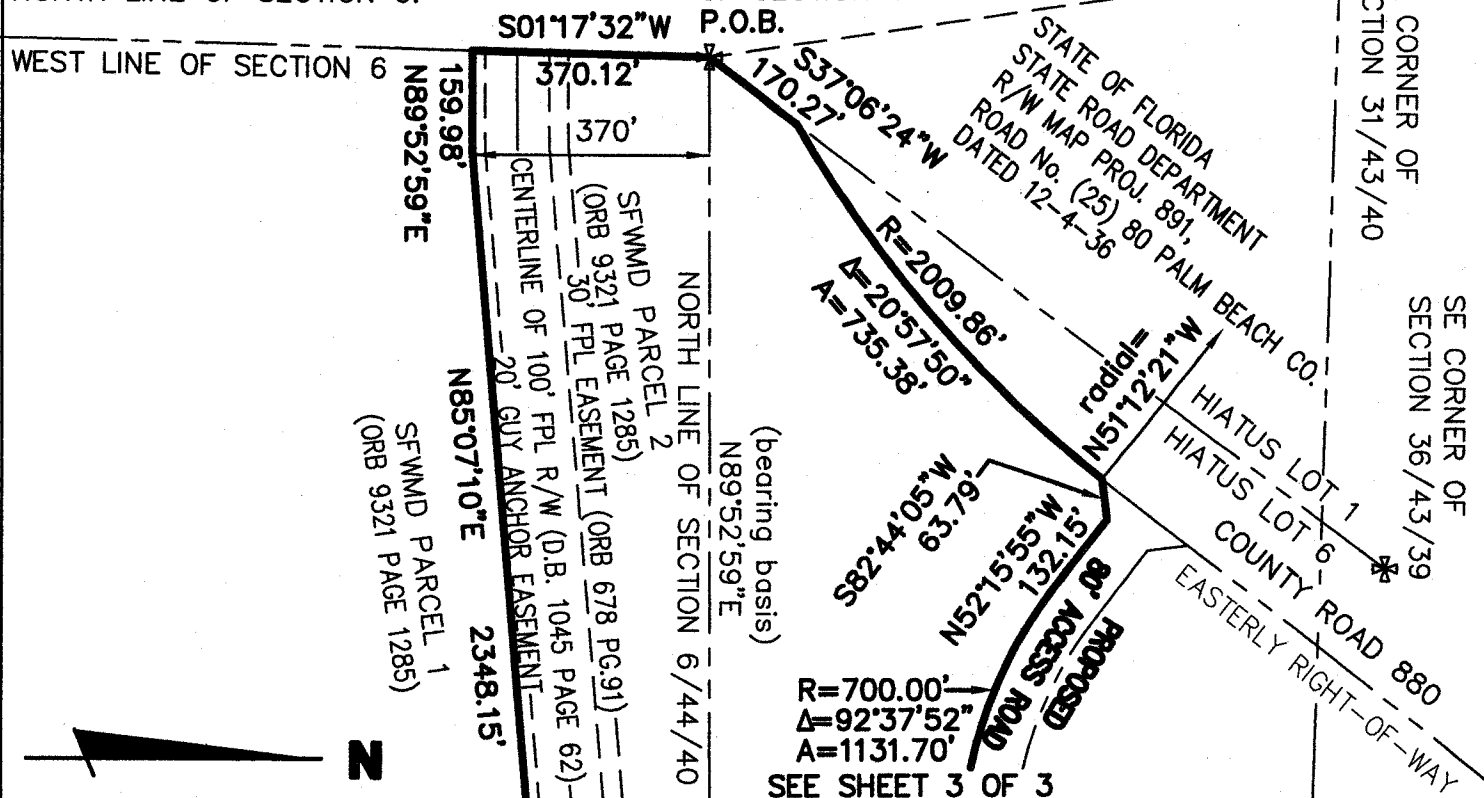 S01°17'32"W
P.O.B.
WEST LINE OF SECTION 6
370.12'
370'
159.98'
N89°52'59"E
S37°06'24"W
170.27'
STATE OF FLORIDA
STATE ROAD DEPARTMENT
R/W MAP PROJ. 891,
ROAD No. (25) 80 PALM BEACH CO.
DATED 12-4-36
CORNER OF
CTION 31/43/40
SE CORNER OF
SECTION 36/43/39
R=2009.86'
Δ=20°57'50"
A=735.38'
radial=
N51°12'21"W
HIATUS LOT 1
HIATUS LOT 6
COUNTY ROAD 880
EASTERLY RIGHT-OF-WAY
S82°44'05"W
63.79'
N52°15'55"W
132.15'
PROPOSED
80' ACCESS ROAD
R=700.00'
Δ=92°37'52"
A=1131.70'
SEE SHEET 3 OF 3
(bearing basis)
N89°52'59"E
NORTH LINE OF SECTION 6/44/40
SFWMD PARCEL 2
(ORB 9321 PAGE 1285)
30' FPL EASEMENT (ORB 678 PG.91)
CENTERLINE OF 100' FPL R/W (D.B. 1045 PAGE 62)
20' GUY ANCHOR EASEMENT
N85°07'10"E 2348.15'
SFWMD PARCEL 1
(ORB 9321 PAGE 1285)
N